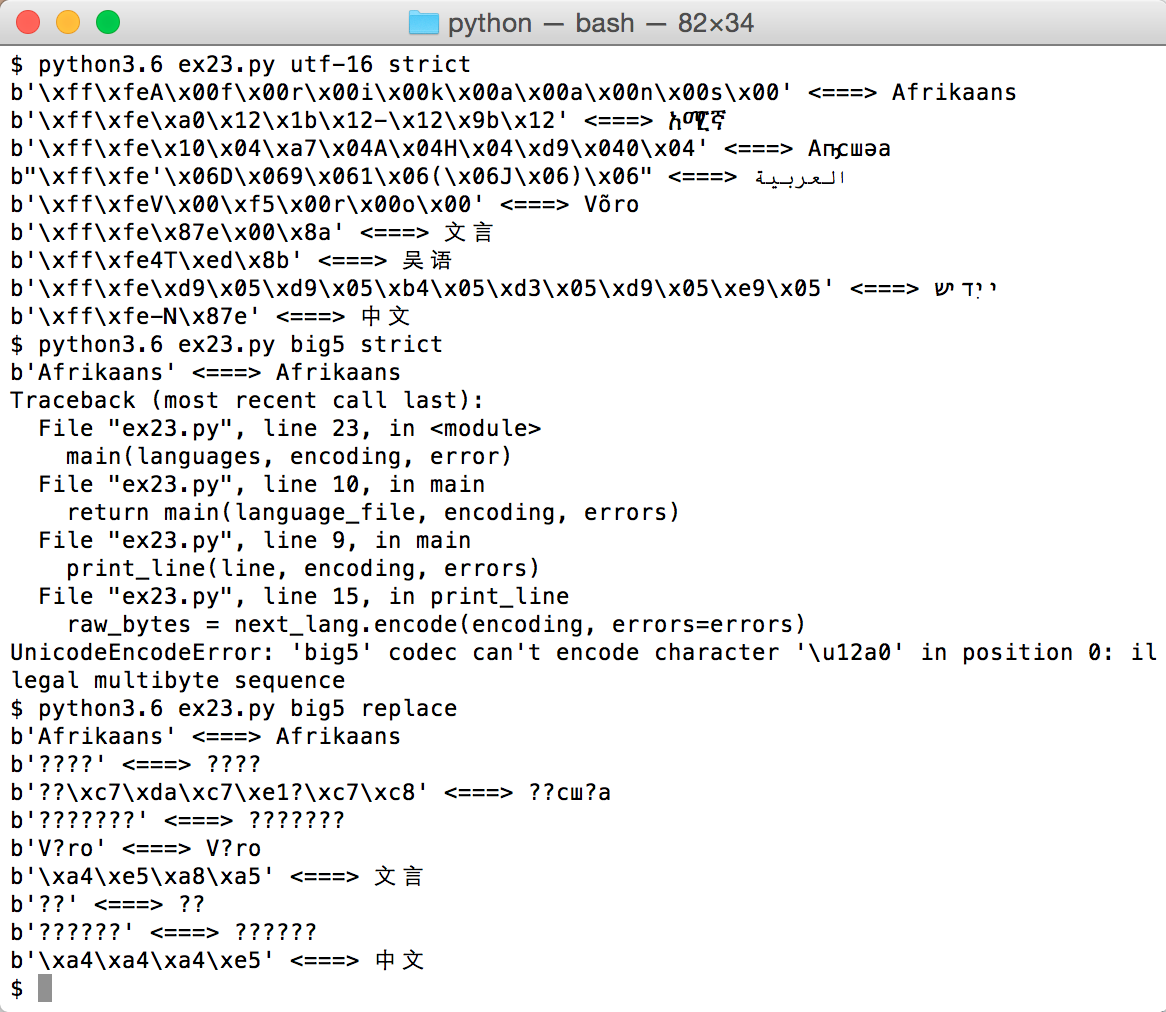 python — bash — 82×34
$ python3.6 ex23.py utf-16 strict
b'\xff\xfeA\x00f\x00r\x00i\x00k\x00a\x00a\x00n\x00s\x00' <===> Afrikaans
b'\xff\xfe\xa0\x12\x1b\x12-\x12\x9b\x12' <===> አማርኛ
b'\xff\xfe\x10\x04\xa7\x04A\x04H\x04\xd9\x040\x04' <===> Аҧсшәа
b"\xff\xfe'\x06D\x069\x061\x06(\x06J\x06)\x06" <===> العربية
b'\xff\xfeV\x00\xf5\x00r\x00o\x00' <===> Võro
b'\xff\xfe\x87e\x00\x8a' <===> 文言
b'\xff\xfe4T\xed\x8b' <===> 吴语
b'\xff\xfe\xd9\x05\xd9\x05\xb4\x05\xd3\x05\xd9\x05\xe9\x05' <===> ייִדיש
b'\xff\xfe-N\x87e' <===> 中文
$ python3.6 ex23.py big5 strict
b'Afrikaans' <===> Afrikaans
Traceback (most recent call last):
  File "ex23.py", line 23, in <module>
    main(languages, encoding, error)
  File "ex23.py", line 10, in main
    return main(language_file, encoding, errors)
  File "ex23.py", line 9, in main
    print_line(line, encoding, errors)
  File "ex23.py", line 15, in print_line
    raw_bytes = next_lang.encode(encoding, errors=errors)
UnicodeEncodeError: 'big5' codec can't encode character '\u12a0' in position 0: il
legal multibyte sequence
$ python3.6 ex23.py big5 replace
b'Afrikaans' <===> Afrikaans
b'????' <===> ????
b'??\xc7\xda\xc7\xe1?\xc7\xc8' <===> ??сш?а
b'???????' <===> ???????
b'V?ro' <===> V?ro
b'\xa4\xe5\xa8\xa5' <===> 文言
b'??' <===> ??
b'??????' <===> ??????
b'\xa4\xa4\xa4\xe5' <===> 中文
$